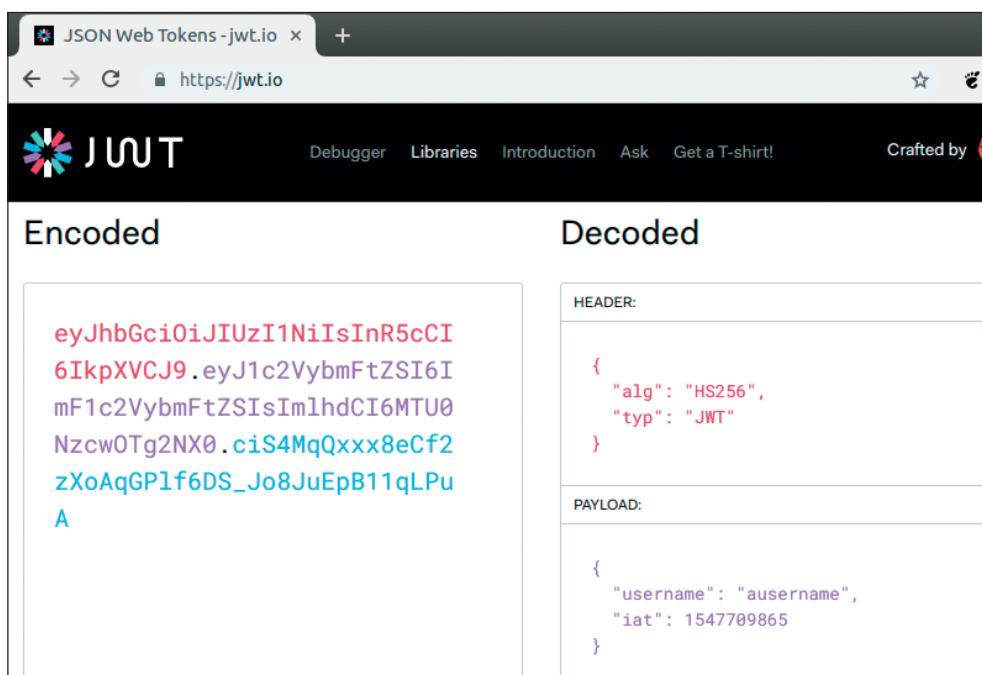 JSON Web Tokens - jwt.io × +
https://jwt.io
JWT Debugger Libraries Introduction Ask Get a T-shirt! Crafted by
Encoded
eyJhbGciOiJIUzI1NiIsInR5cCI
6IkpXVCJ9.eyJ1c2VybmFtZSI6I
mF1c2VybmFtZSIsImlhdCI6MTU0
NzcwOTg2NX0.ciS4MqQxxx8eCf2
zXoAqGPlf6DS_Jo8JuEpB11qLPu
A
Decoded
HEADER:
{
"alg": "HS256",
"typ": "JWT"
}
PAYLOAD:
{
"username": "ausername",
"iat": 1547709865
}